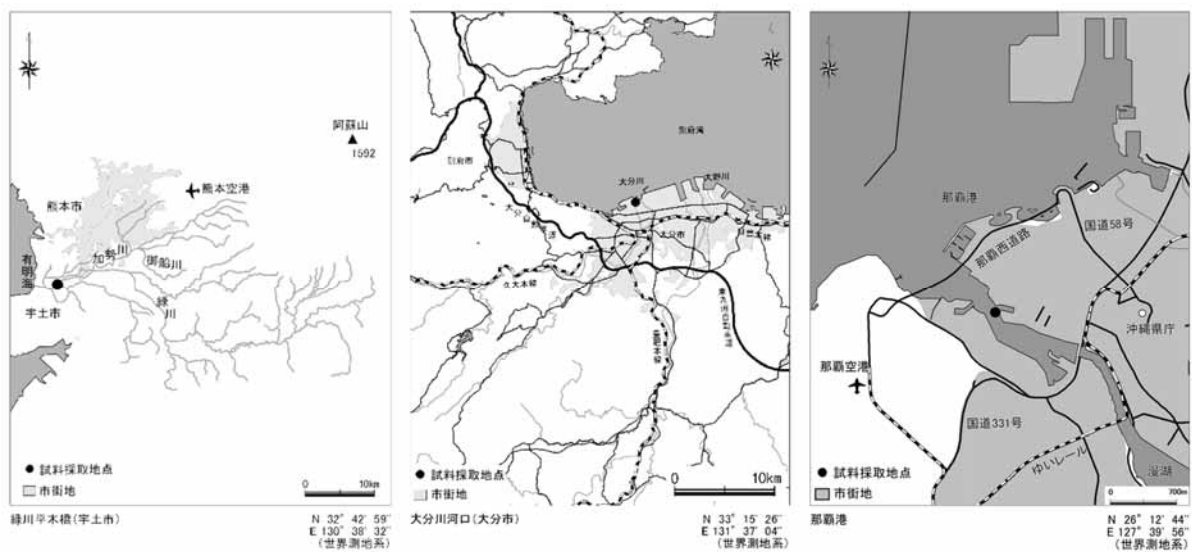 阿蘇山
1592
熊本空港
熊本市
加勢川
御船川
有明海
緑川
宇土市
試料採取地点
市街地
10km
緑川平木橋(宇土市)
N 32° 42′ 59″
E 130° 38′ 32″
(世界測地系)
別府湾
別府市
大分川
大野川
大分市
久大本線
試料採取地点
市街地
10km
大分川河口(大分市)
N 33° 15′ 26″
E 131° 37′ 04″
(世界測地系)
那覇港
国道58号
那覇西道路
沖縄県庁
那覇空港
国道331号
ゆいレール
漫湖
試料採取地点
市街地
0
700m
那覇港
N 26° 12′ 44″
E 127° 39′ 56″
(世界測地系)